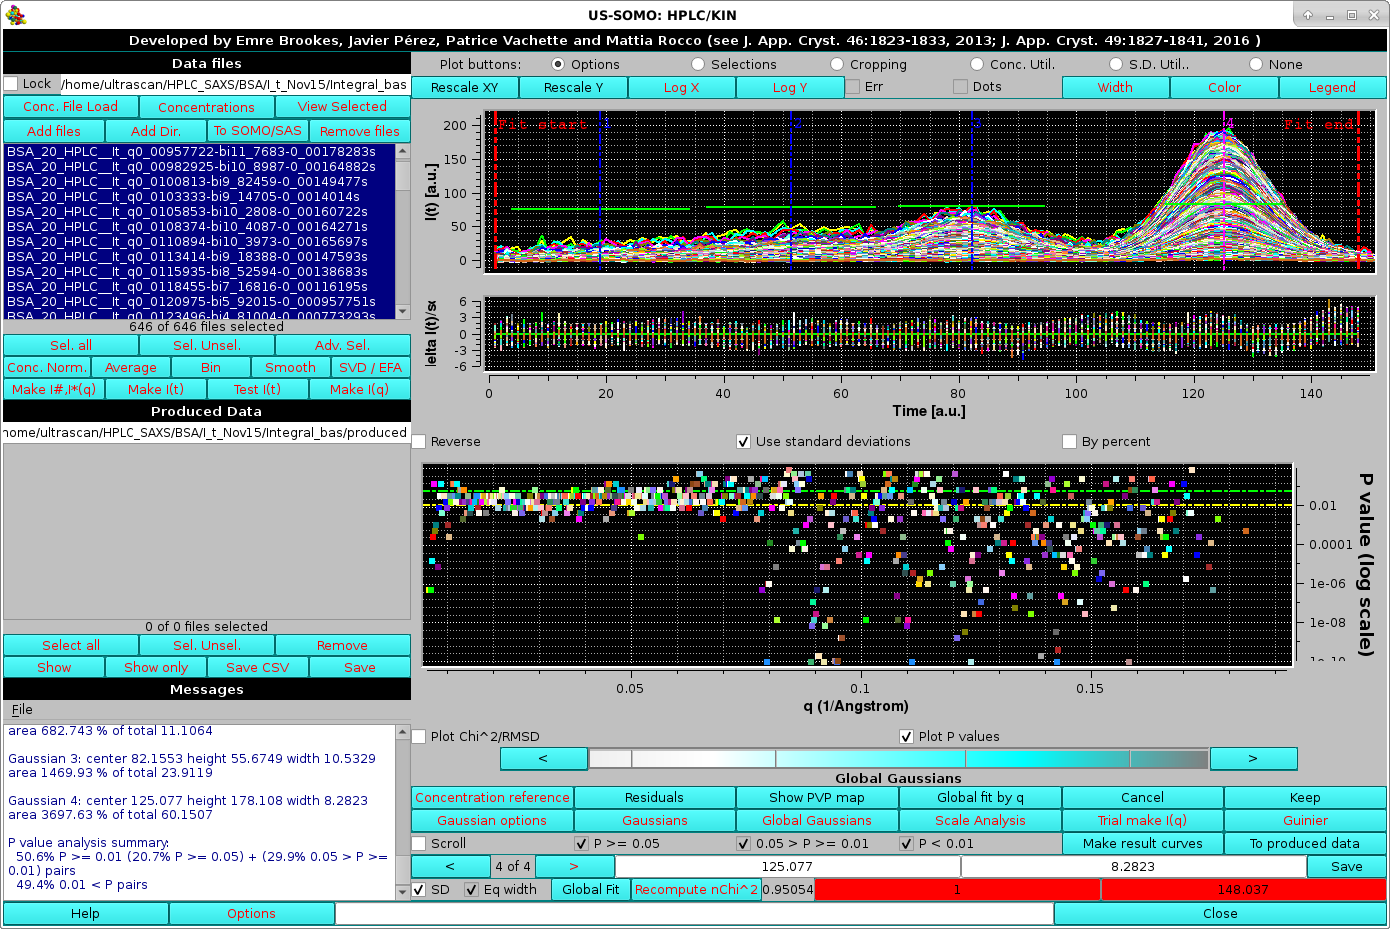 US-SOMO: HPLC/KIN
Developed by Emre Brookes, Javier Pérez, Patrice Vachette and Mattia Rocco (see J. App. Cryst. 46:1823-1833, 2013; J. App. Cryst. 49:1827-1841, 2016 )
Data files
Lock /home/ultrascan/HPLC_SAXS/BSA/I_t_Nov15/Integral_bas
Conc. File Load Concentrations View Selected
Add files Add Dir. To SOMO/SAS Remove files
BSA_20_HPLC__It_q0_00957722-bi11_7683-0_00178283s
BSA_20_HPLC__It_q0_00982925-bi10_8987-0_00164882s
BSA_20_HPLC__It_q0_0100813-bi9_82459-0_00149477s
BSA_20_HPLC__It_q0_0103333-bi9_14705-0_0014014s
BSA_20_HPLC__It_q0_0105853-bi10_2808-0_00160722s
BSA_20_HPLC__It_q0_0108374-bi10_4087-0_00164271s
BSA_20_HPLC__It_q0_0110894-bi10_3973-0_00165697s
BSA_20_HPLC__It_q0_0113414-bi9_18388-0_00147593s
BSA_20_HPLC__It_q0_0115935-bi8_52594-0_00138683s
BSA_20_HPLC__It_q0_0118455-bi7_16816-0_00116195s
BSA_20_HPLC__It_q0_0120975-bi5_92015-0_000957751s
BSA_20_HPLC__It_q0_0123496-bi4_81004-0_000773293s
646 of 646 files selected
Sel. all Sel. Unsel. Adv. Sel.
Conc. Norm. Average Bin Smooth SVD / EFA
Make I#,I*(q) Make I(t) Test I(t) Make I(q)
Produced Data
home/ultrascan/HPLC_SAXS/BSA/I_t_Nov15/Integral_bas/produced
0 of 0 files selected
Select all Sel. Unsel. Remove
Show Show only Save CSV Save
Messages
File
area 682.743 % of total 11.1064
Gaussian 3: center 82.1553 height 55.6749 width 10.5329
area 1469.93 % of total 23.9119
Gaussian 4: center 125.077 height 178.108 width 8.2823
area 3697.63 % of total 60.1507
P value analysis summary:
50.6% P >= 0.01 (20.7% P >= 0.05) + (29.9% 0.05 > P >=
0.01) pairs
49.4% 0.01 < P pairs
Help Options
Plot buttons: Options Selections Cropping Conc. Util. S.D. Util.. None
Rescale XY Rescale Y Log X Log Y Err Dots Width Color Legend
I(t) [a.u.]
200
150
100
50
0
Fit start 1 2 3 4 Fit end
elta I(t)/s
6
3
0
-3
-6
0 20 40 60 80 100 120 140
Time [a.u.]
Reverse Use standard deviations By percent
P value (log scale)
0.01
0.0001
1e-06
1e-08
1e-10
0.05 0.1 0.15
q (1/Angstrom)
Plot Chi^2/RMSD Plot P values
< >
Global Gaussians
Concentration reference Residuals Show PVP map Global fit by q Cancel Keep
Gaussian options Gaussians Global Gaussians Scale Analysis Trial make I(q) Guinier
Scroll P >= 0.05 0.05 > P >= 0.01 P < 0.01 Make result curves To produced data
< 4 of 4 > 125.077 8.2823 Save
SD Eq width Global Fit Recompute nChi^2 0.95054 1 148.037
Close